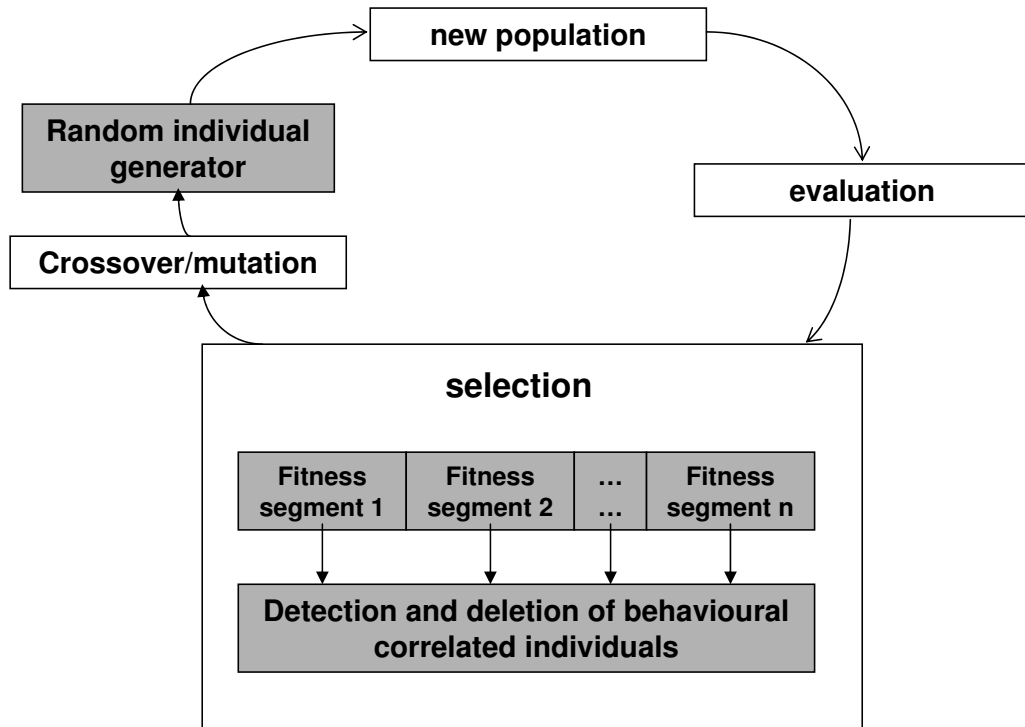 new population
Random individual
generator
evaluation
Crossover/mutation
selection
Fitness
segment 1
Fitness
segment 2
…
…
Fitness
segment n
Detection and deletion of behavioural
correlated individuals